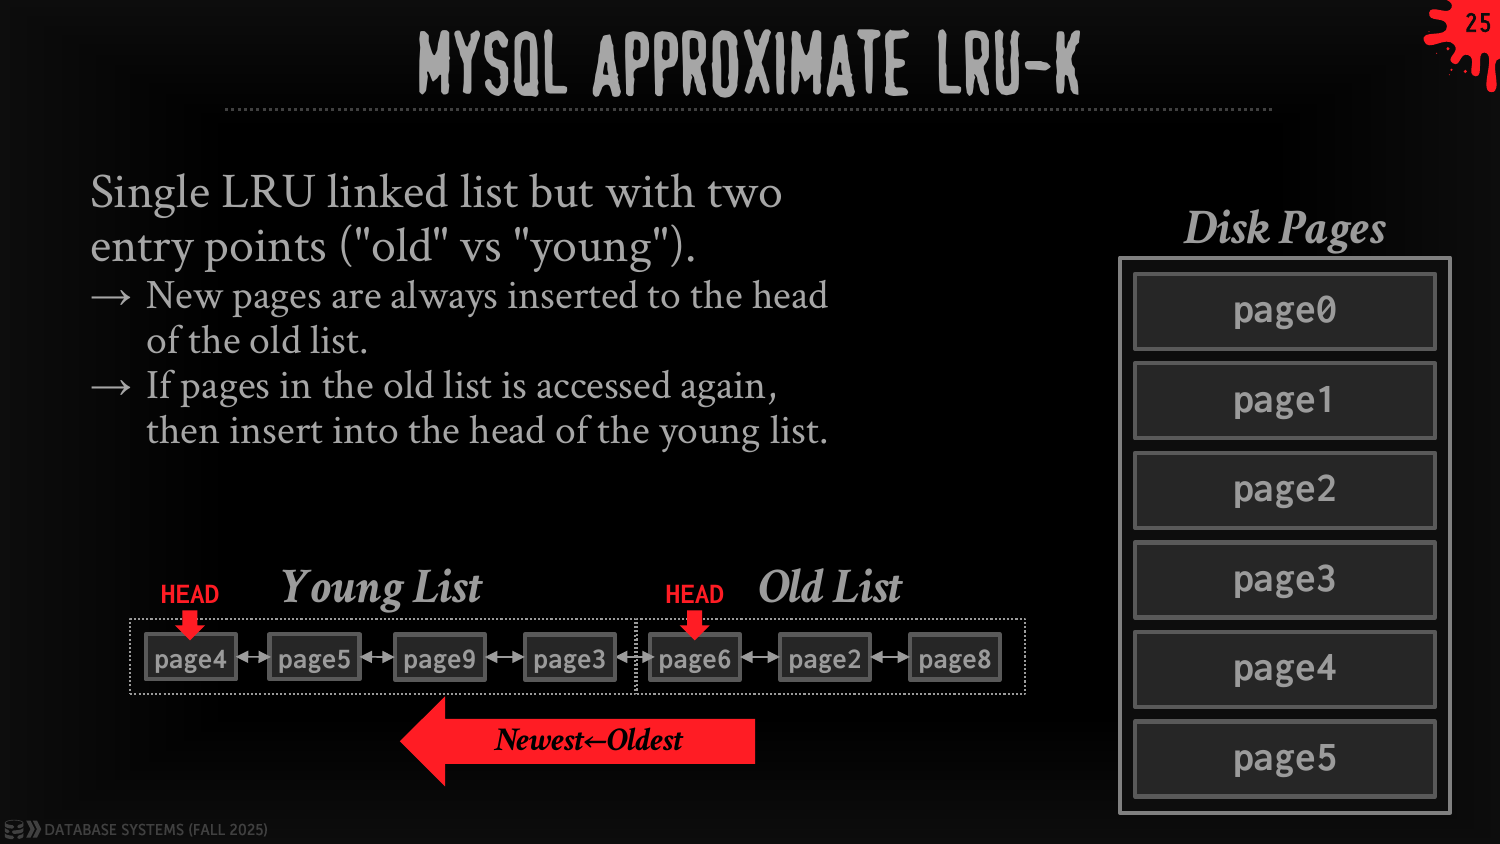 25
MYSQL APPROXIMATE LRU-K
Single LRU linked list but with two
entry points ("old" vs "young").
→ New pages are always inserted to the head
of the old list.
→ If pages in the old list is accessed again,
then insert into the head of the young list.
Disk Pages
page0
page1
page2
page3
page4
page5
HEAD Young List HEAD Old List
page4 page5 page9 page3 page6 page2 page8
Newest←Oldest
DATABASE SYSTEMS (FALL 2025)